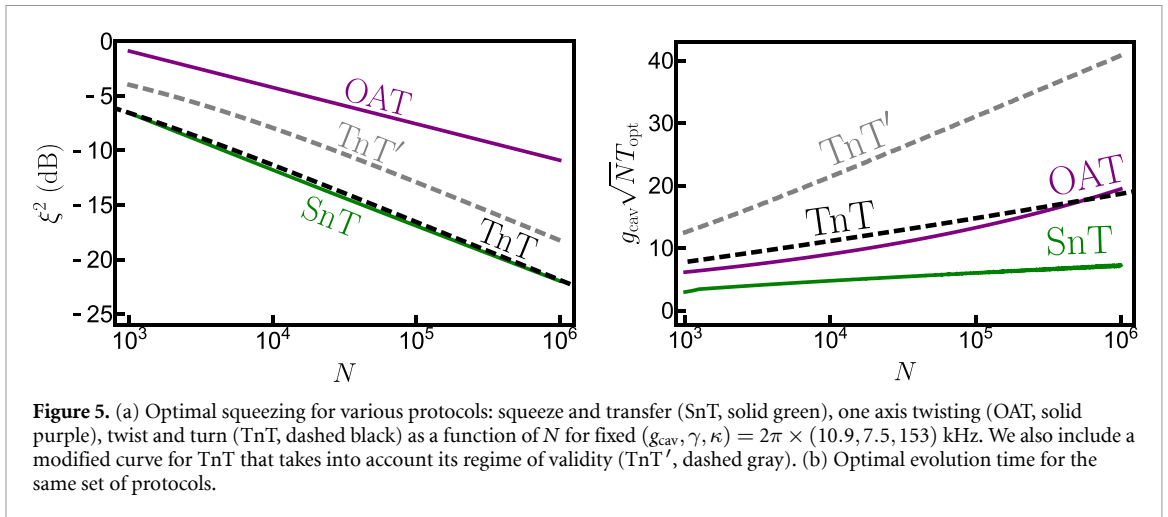 0
- 5
- 10
- 15
- 20
- 25
ξ² (dB)
OAT
TnT′
SnT
TnT
10³
10⁴
10⁵
10⁶
N
40
30
20
10
0
g_cav √N T_opt
TnT′
OAT
TnT
SnT
10³
10⁴
10⁵
10⁶
N
Figure 5. (a) Optimal squeezing for various protocols: squeeze and transfer (SnT, solid green), one axis twisting (OAT, solid
purple), twist and turn (TnT, dashed black) as a function of N for fixed (g_cav, γ, κ) = 2π × (10.9, 7.5, 153) kHz. We also include a
modified curve for TnT that takes into account its regime of validity (TnT′, dashed gray). (b) Optimal evolution time for the
same set of protocols.